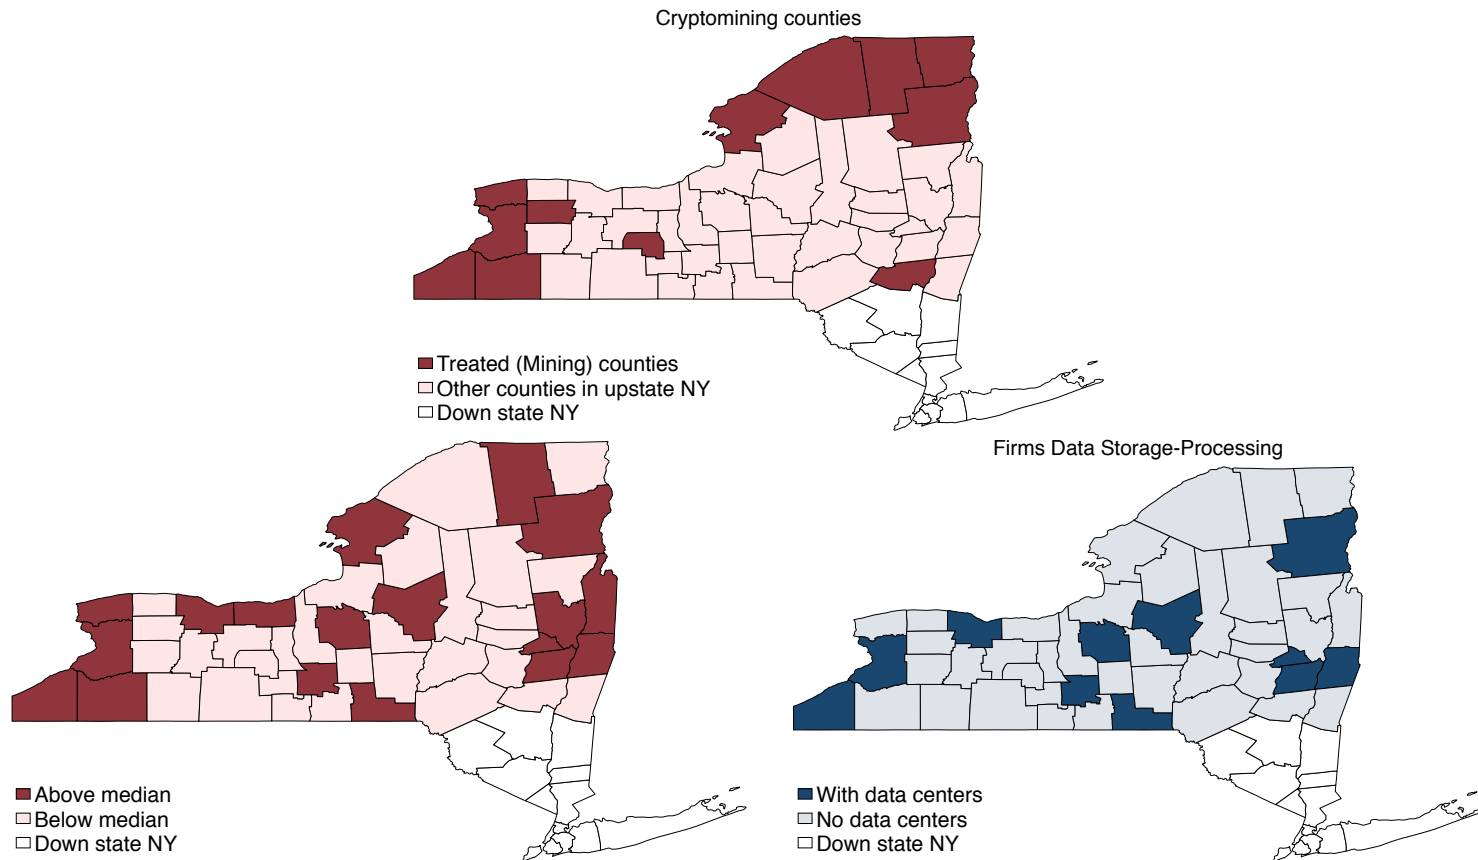 Cryptomining counties
Treated (Mining) counties
Other counties in upstate NY
Down state NY
Firms Data Storage-Processing
Above median
Below median
Down state NY
With data centers
No data centers
Down state NY